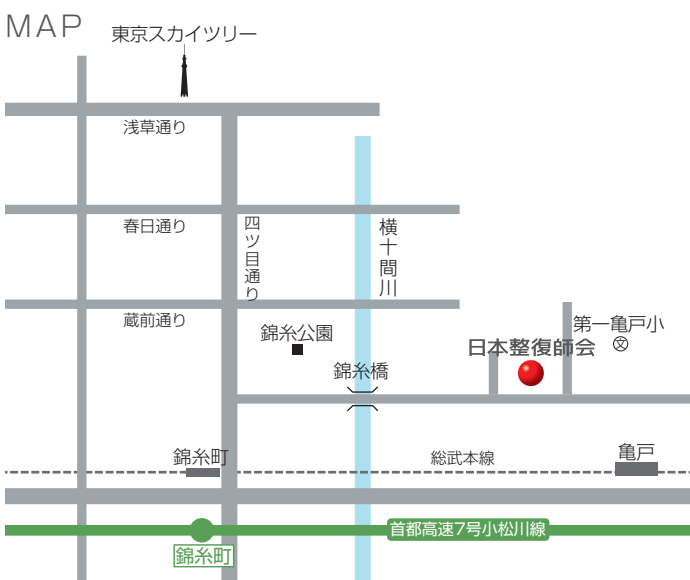 MAP
東京スカイツリー
浅草通り
春日通り
四ツ目通り
横十間川
蔵前通り
錦糸公園
第一亀戸小
文
日本整復師会
錦糸橋
錦糸町
総武本線
亀戸
首都高速7号小松川線
錦糸町